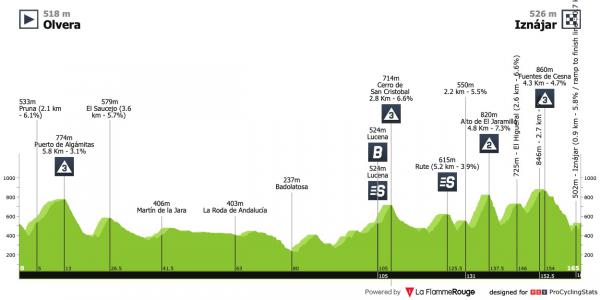 518 m
Olvera
526 m
Iznájar
533m
Pruna (2.1 km
- 6.1%)
774m
Puerto de Algámitas
5.8 Km - 3.1%
3
579m
El Saucejo (3.6
km - 5.7%)
406m
Martín de la Jara
403m
La Roda de Andalucía
237m
Badolatosa
524m
Lucena
B
524m
Lucena
S
714m
Cerro de
San Cristobal
2.8 Km - 6.6%
3
615m
Rute (5.2 km - 3.9%)
S
550m
2.2 km - 5.5%
820m
Alto de El Jaramillo
4.8 Km - 7.3%
2
725m - El Higueral (2.6 km - 6.6%)
846m - 2.7 km
860m
Fuentes de Cesna
4.3 Km - 4.7%
3
502m - Iznájar (0.9 km - 5.8% / ramp to finish line
1000
800
600
400
200
1000
800
600
400
200
0
5
13
26.5
41.5
63
80
105
105
125.5
131
137.5
146
152.5
154
165
Powered by
La FlammeRouge
designed for
PCS
ProCyclingStats